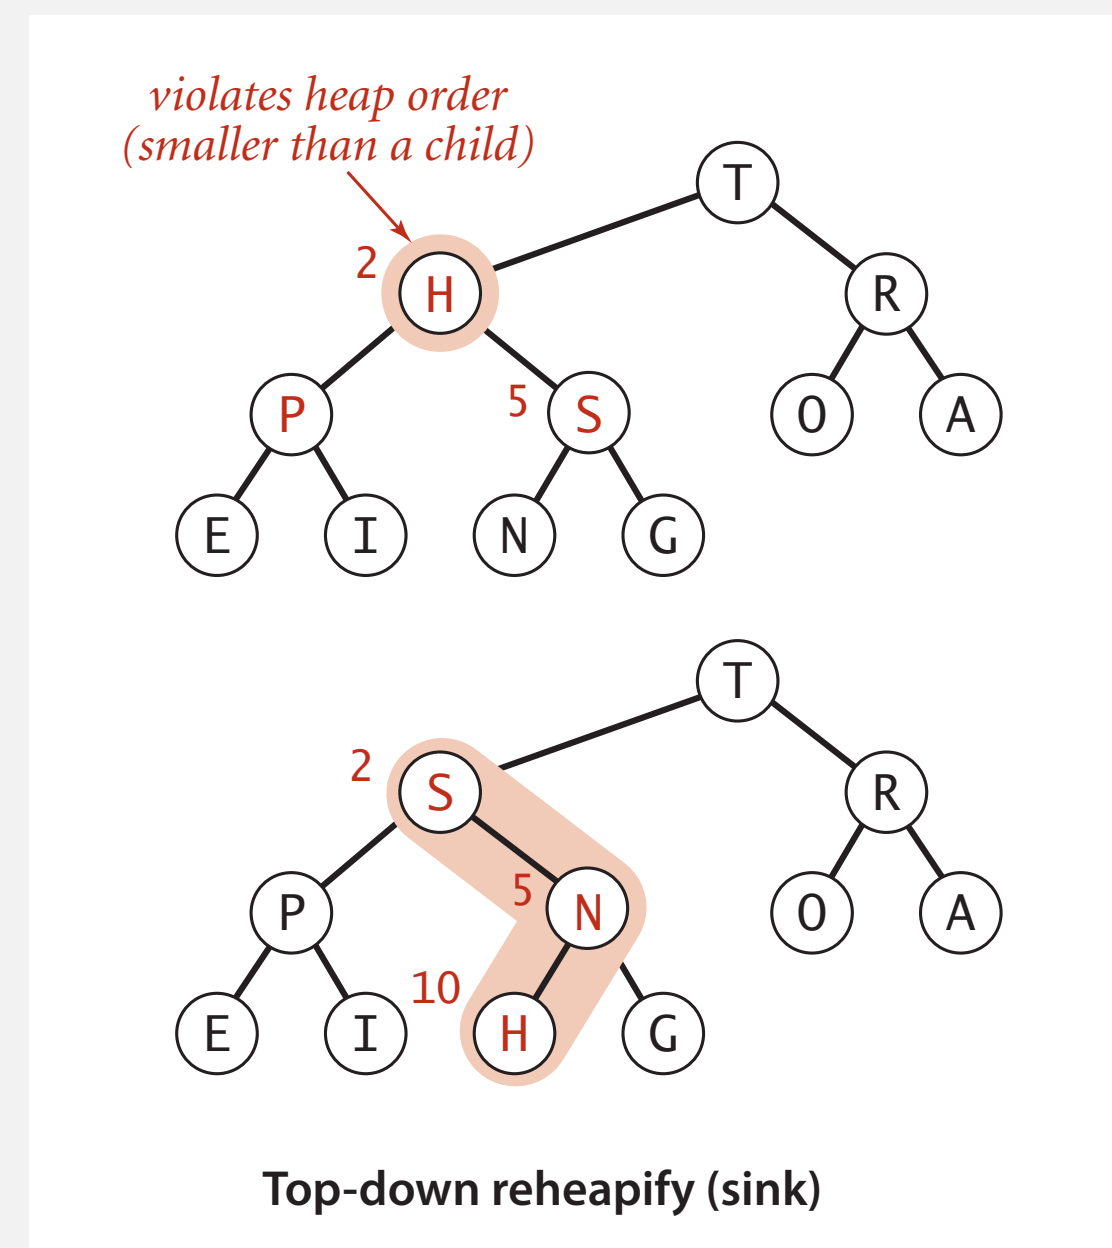 violates heap order
(smaller than a child)
T
2
H
R
P
5
S
O
A
E
I
N
G
T
2
S
R
P
5
N
O
A
10
E
I
H
G
Top-down reheapify (sink)